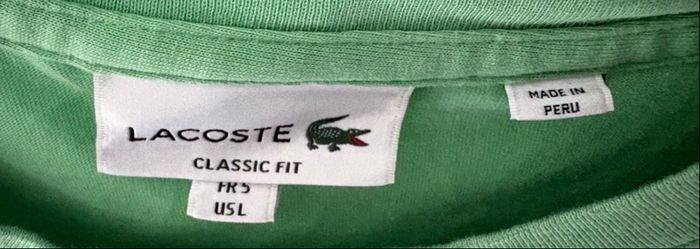 LACOSTE
CLASSIC FIT
FR 5
US L
MADE IN
PERU